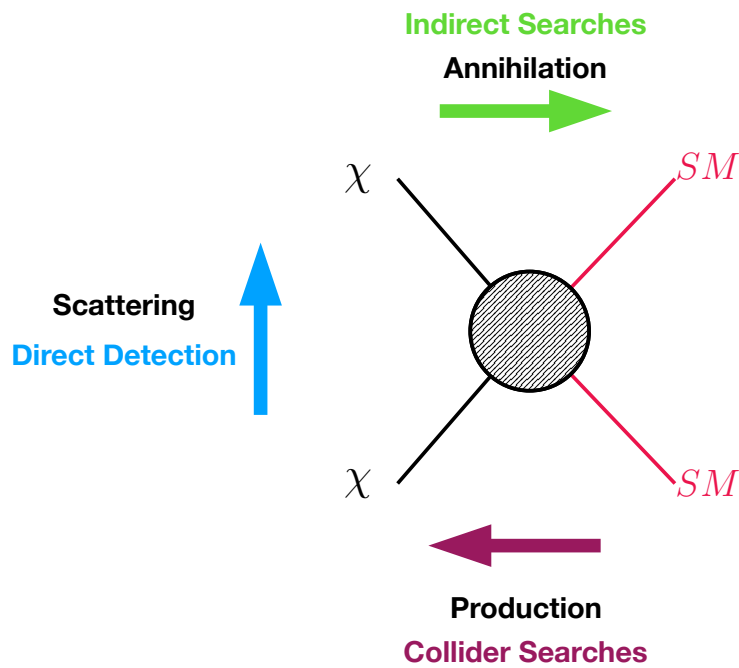 Indirect Searches
Annihilation
χ
SM
Scattering
Direct Detection
χ
SM
Production
Collider Searches